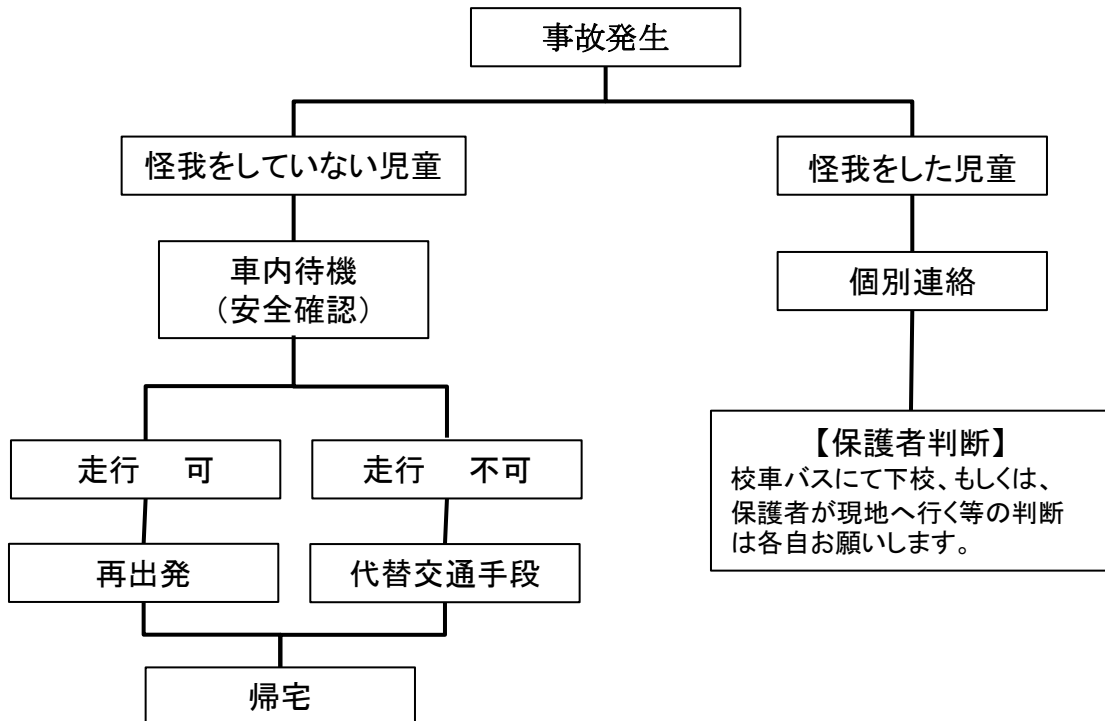 事故発生
怪我をしていない児童
怪我をした児童
車内待機
（安全確認）
個別連絡
走行　可
走行　不可
【保護者判断】
校車バスにて下校、もしくは、
保護者が現地へ行く等の判断
は各自お願いします。
再出発
代替交通手段
帰宅